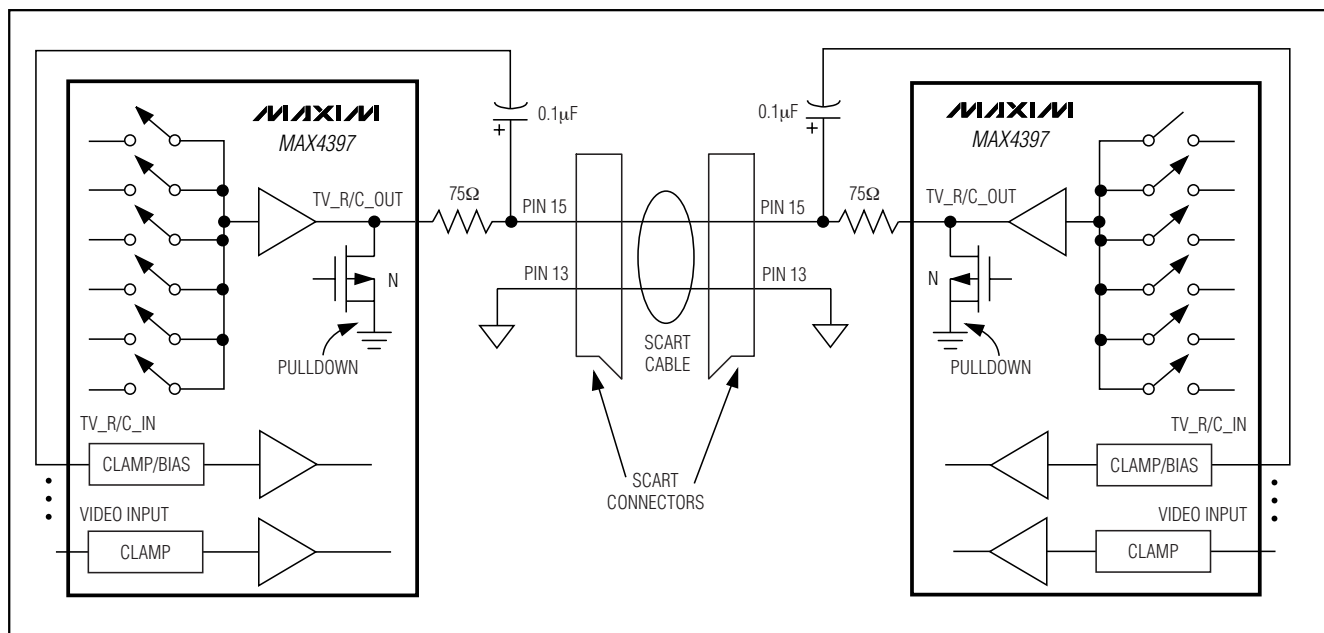 MAXIM
MAX4397
TV_R/C_OUT
N
PULLDOWN
TV_R/C_IN
CLAMP/BIAS
VIDEO INPUT
CLAMP
75Ω
0.1µF
+
PIN 15
PIN 13
SCART
CABLE
SCART
CONNECTORS
0.1µF
+
PIN 15
PIN 13
75Ω
MAXIM
MAX4397
TV_R/C_OUT
N
PULLDOWN
TV_R/C_IN
CLAMP/BIAS
VIDEO INPUT
CLAMP